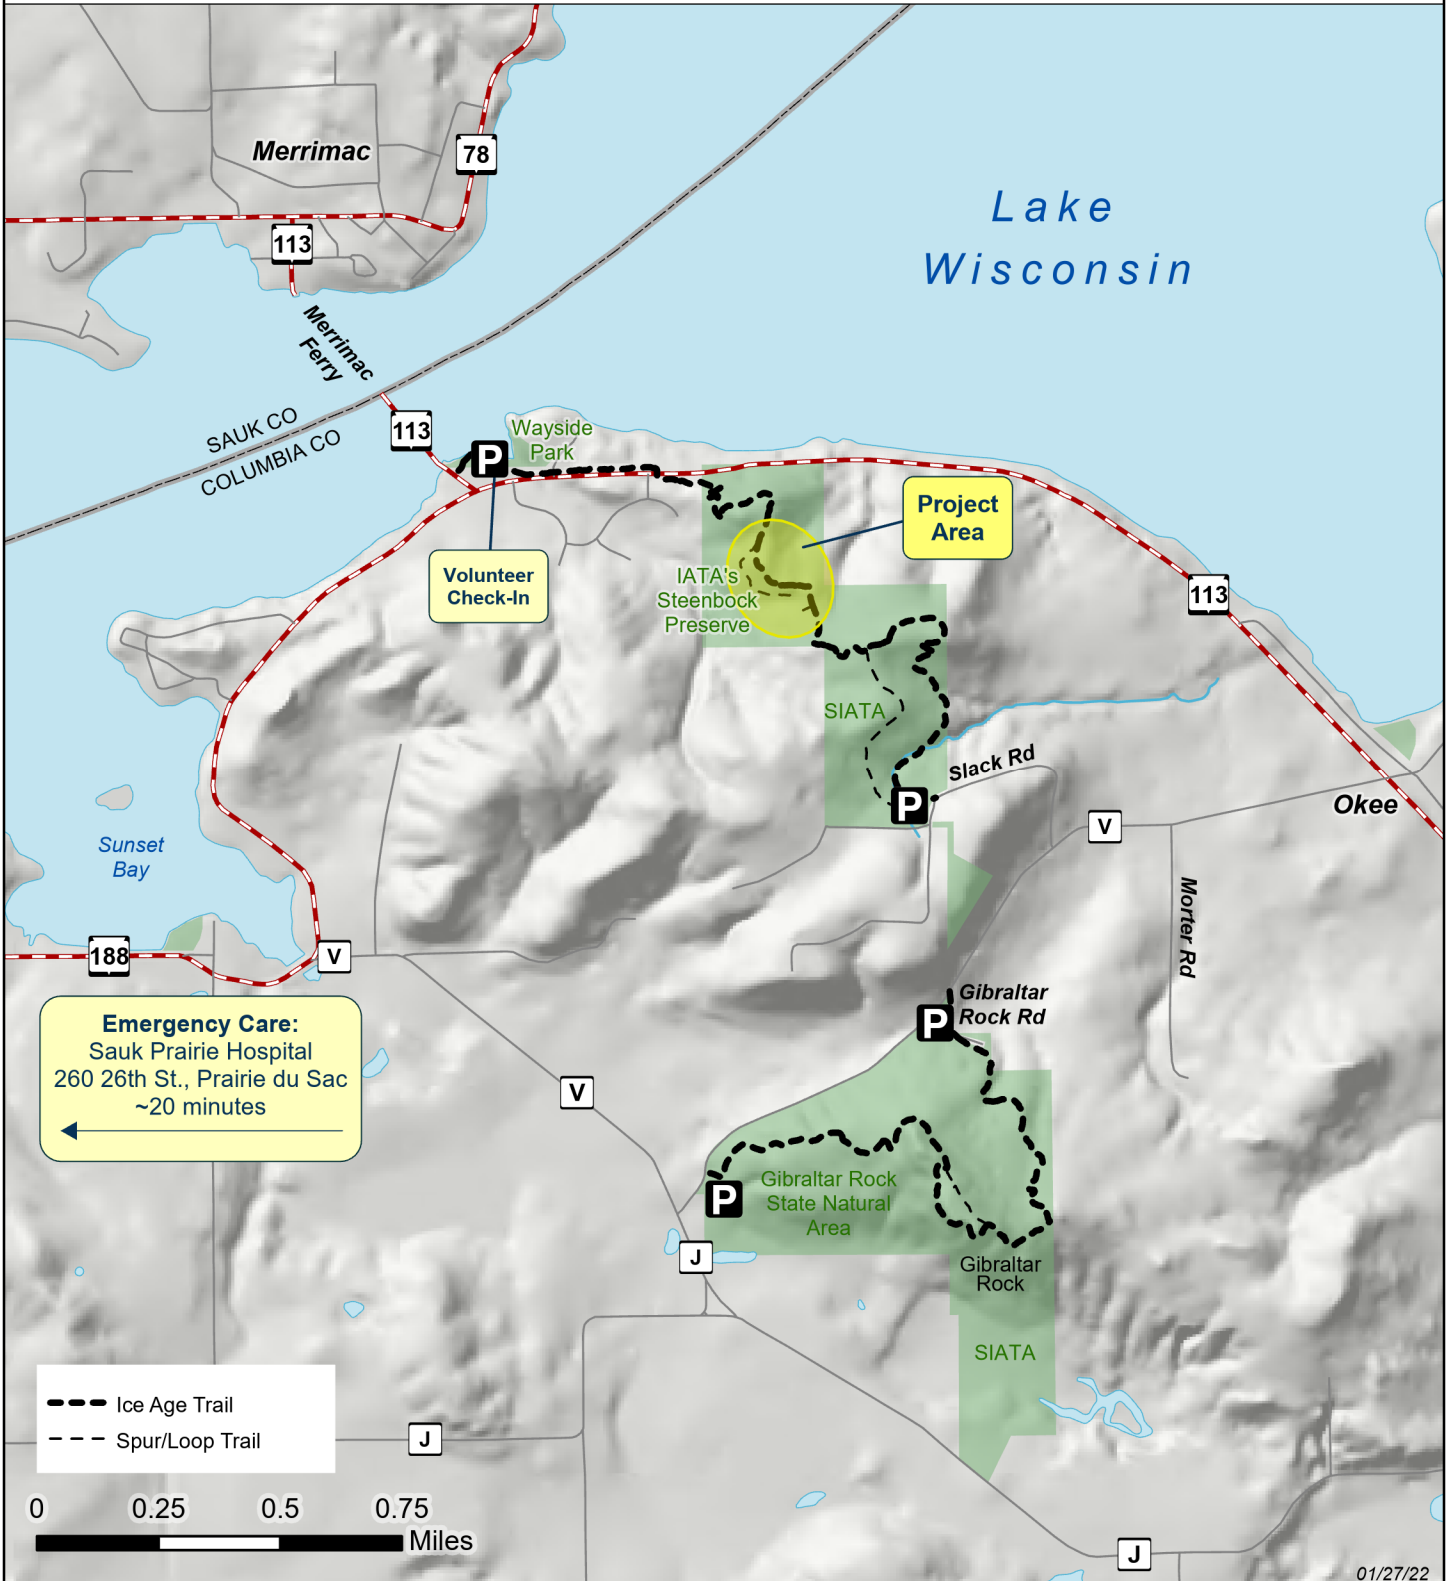 Merrimac
78
113
Lake
Wisconsin
Merrimac
Ferry
SAUK CO
COLUMBIA CO
113
P
Wayside
Park
Project
Area
Volunteer
Check-In
IATA's
Steenbock
Preserve
113
SIATA
Slack Rd
P
V
Okee
Sunset
Bay
Morter Rd
188
V
Gibraltar
Rock Rd
P
Emergency Care:
Sauk Prairie Hospital
260 26th St., Prairie du Sac
~20 minutes
V
P
Gibraltar Rock
State Natural
Area
J
Gibraltar
Rock
SIATA
Ice Age Trail
Spur/Loop Trail
J
0 0.25 0.5 0.75
Miles
J
01/27/22